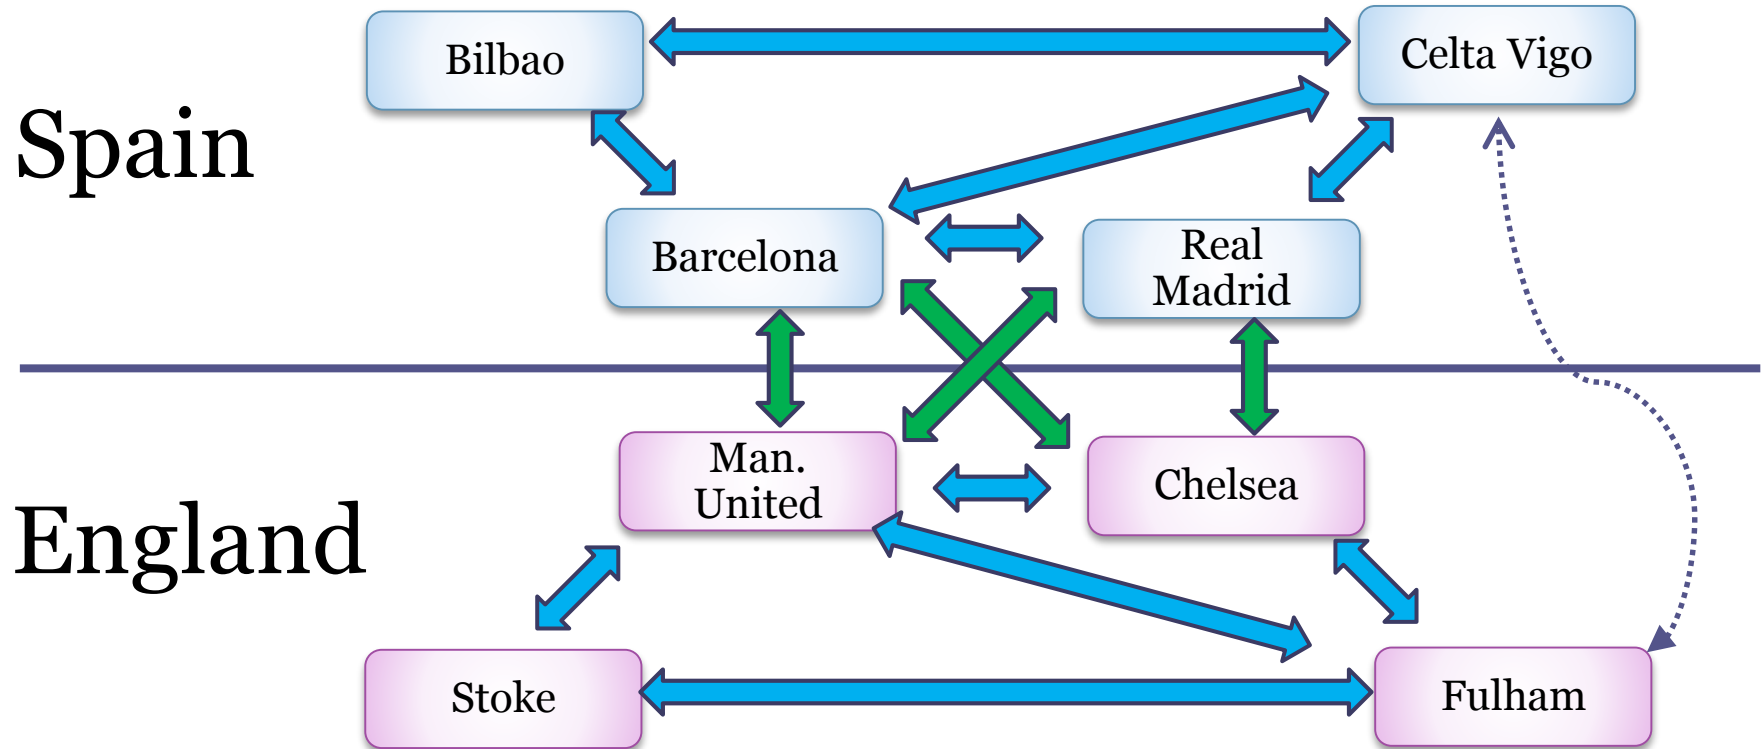 Bilbao
Celta Vigo
Spain
Barcelona
Real
Madrid
Man.
United
Chelsea
England
Stoke
Fulham